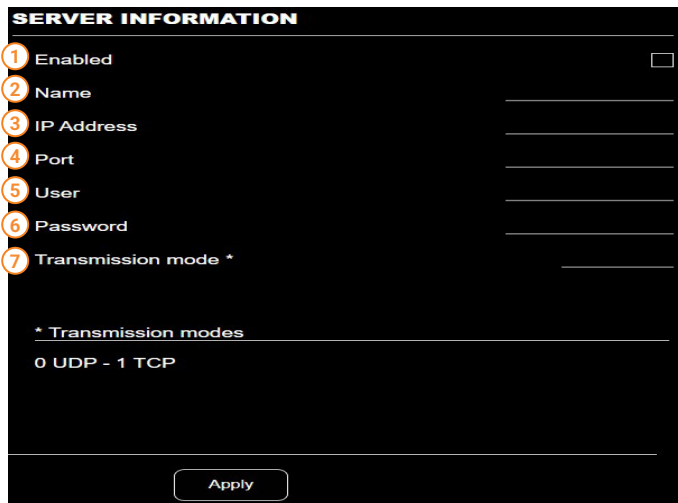 SERVER INFORMATION
1 Enabled
2 Name
3 IP Address
4 Port
5 User
6 Password
7 Transmission mode *
* Transmission modes
0 UDP - 1 TCP
Apply